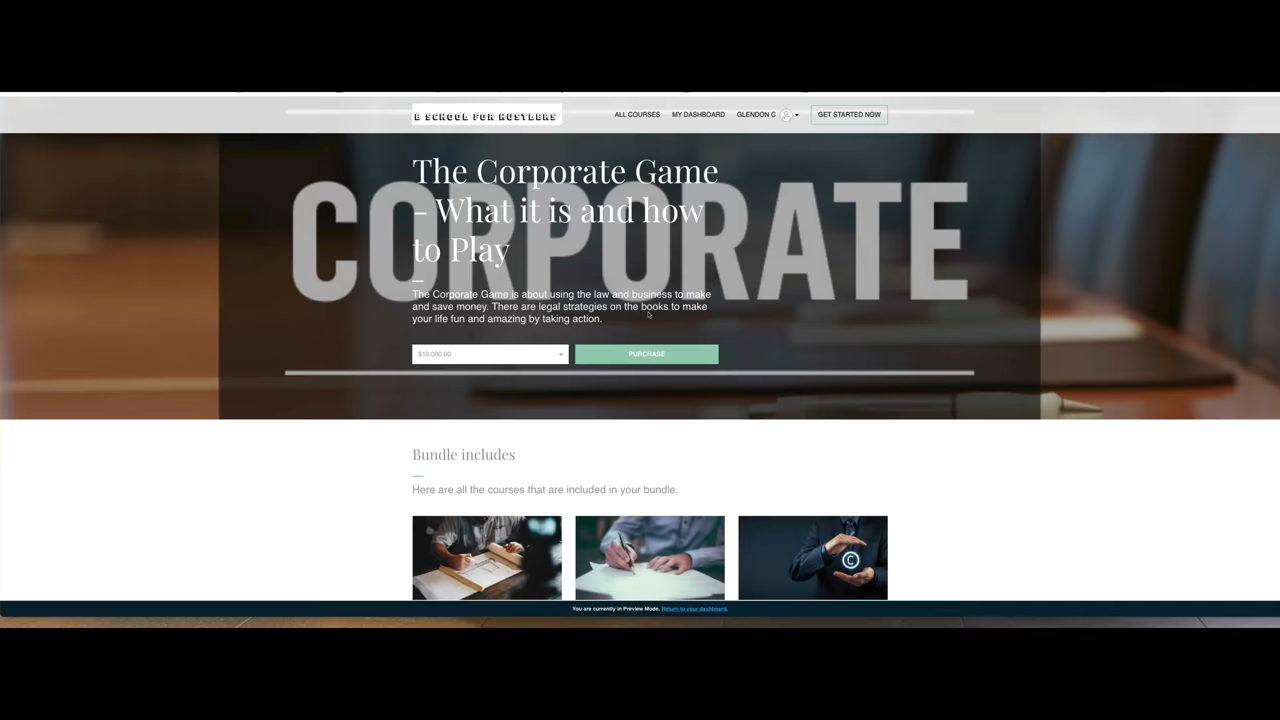 E SCHOOL FOR HUSTLERS
ALL COURSES MY DASHBOARD GLENDON C GET STARTED NOW
CORPORATE
The Corporate Game
– What it is and how
to Play
The Corporate Game is about using the law and business to make
and save money. There are legal strategies on the books to make
your life fun and amazing by taking action.
$10,000.00 PURCHASE
Bundle includes
Here are all the courses that are included in your bundle.
C
You are currently in Preview Mode. Return to your dashboard.